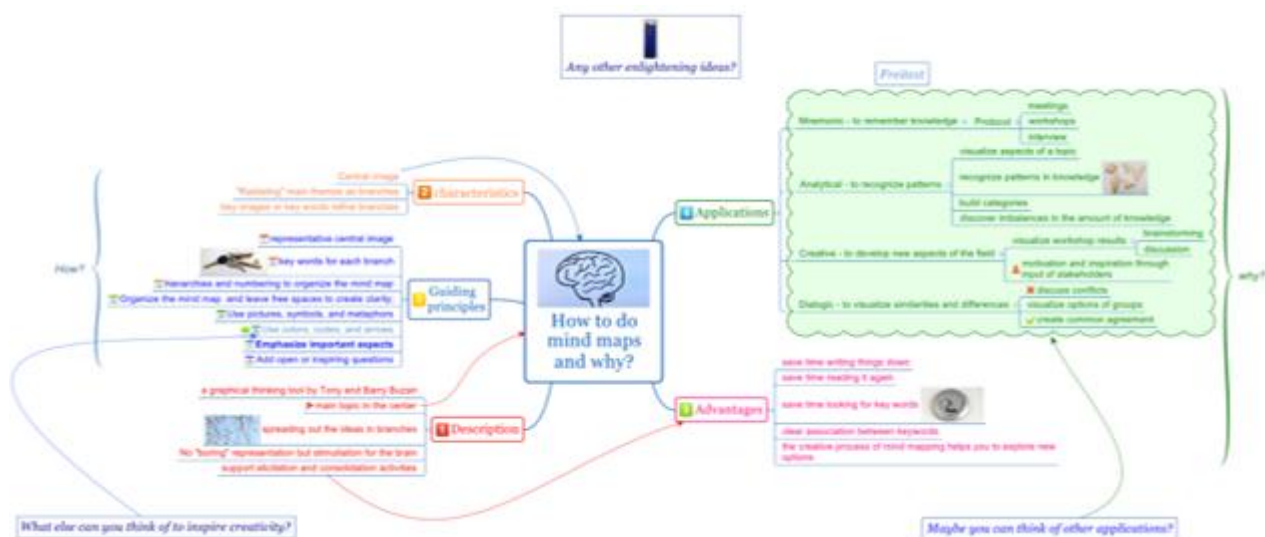 Any other enlightening ideas?
Freitext
Central image
"Radiating" main themes as branches
key images or key words refine branches
2 characteristics
How?
representative central image
key words for each branch
hierarchies and numbering to organize the mind map
Organize the mind map and leave free spaces to create clarity.
Use pictures, symbols, and metaphors
Use colors, codes, and arrows
Emphasize important aspects
Add open or inspiring questions
Guiding
principles
a graphical thinking tool by Tony and Barry Buzan
main topic in the center
spreading out the ideas in branches
No "boring" representation but stimulation for the brain
support elicitation and consolidation activities
1 Description
How to do
mind maps
and why?
4 Applications
Mnemonic - to remember knowledge
Protocol
meetings
workshops
interview
Analytical - to recognize patterns
visualize aspects of a topic
recognize patterns in knowledge
build categories
discover imbalances in the amount of knowledge
Creative - to develop new aspects of the field
visualize workshop results
brainstorming
discussion
motivation and inspiration through
input of stakeholders
Dialogic - to visualize similarities and differences
discuss conflicts
visualize options of groups
create common agreement
why?
Advantages
save time writing things down
save time reading it again
save time looking for key words
clear association between keywords
the creative process of mind mapping helps you to explore new
options
What else can you think of to inspire creativity?
Maybe you can think of other applications?